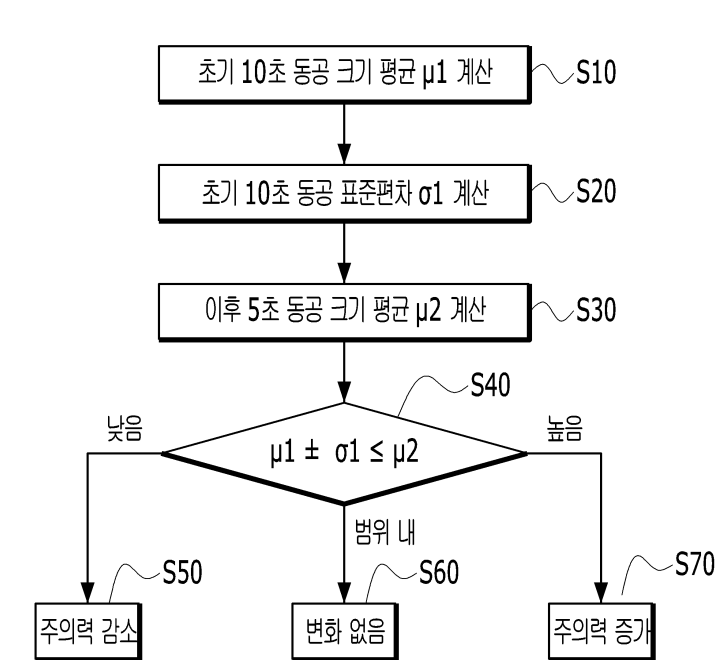 초기 10초 동공 크기 평균 μ1 계산
S10
초기 10초 동공 표준편차 σ1 계산
S20
이후 5초 동공 크기 평균 μ2 계산
S30
S40
낮음
높음
μ1 ± σ1 ≤ μ2
범위 내
S50
S60
S70
주의력 감소
변화 없음
주의력 증가